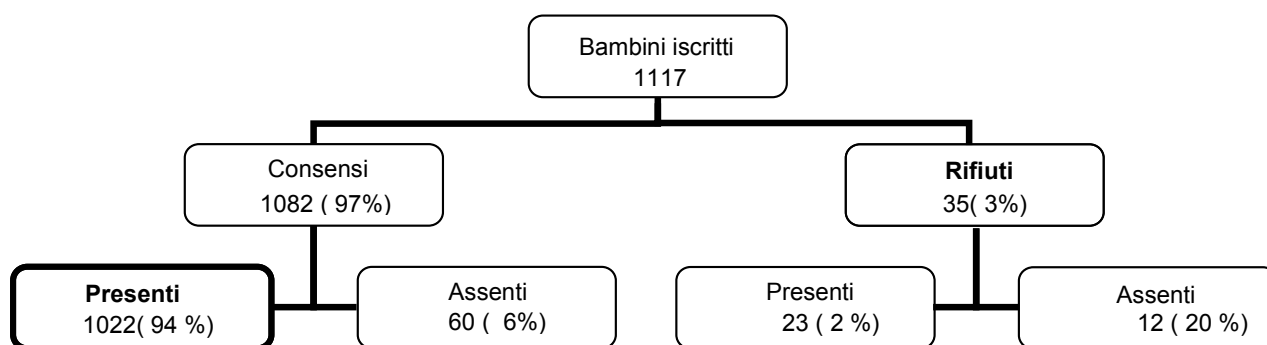 Bambini iscritti
1117
Consensi
1082 ( 97%)
Rifiuti
35( 3%)
Presenti
1022( 94 %)
Assenti
60 (  6%)
Presenti
23 ( 2 %)
Assenti
12 ( 20 %)